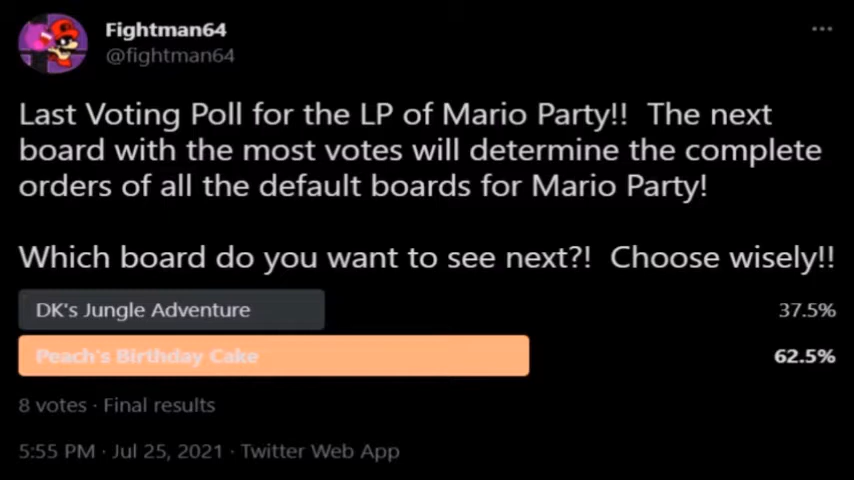 Fightman64
@fightman64
Last Voting Poll for the LP of Mario Party!! The next
board with the most votes will determine the complete
orders of all the default boards for Mario Party!
Which board do you want to see next?! Choose wisely!!
DK's Jungle Adventure 37.5%
Peach's Birthday Cake 62.5%
8 votes · Final results
5:55 PM · Jul 25, 2021 · Twitter Web App